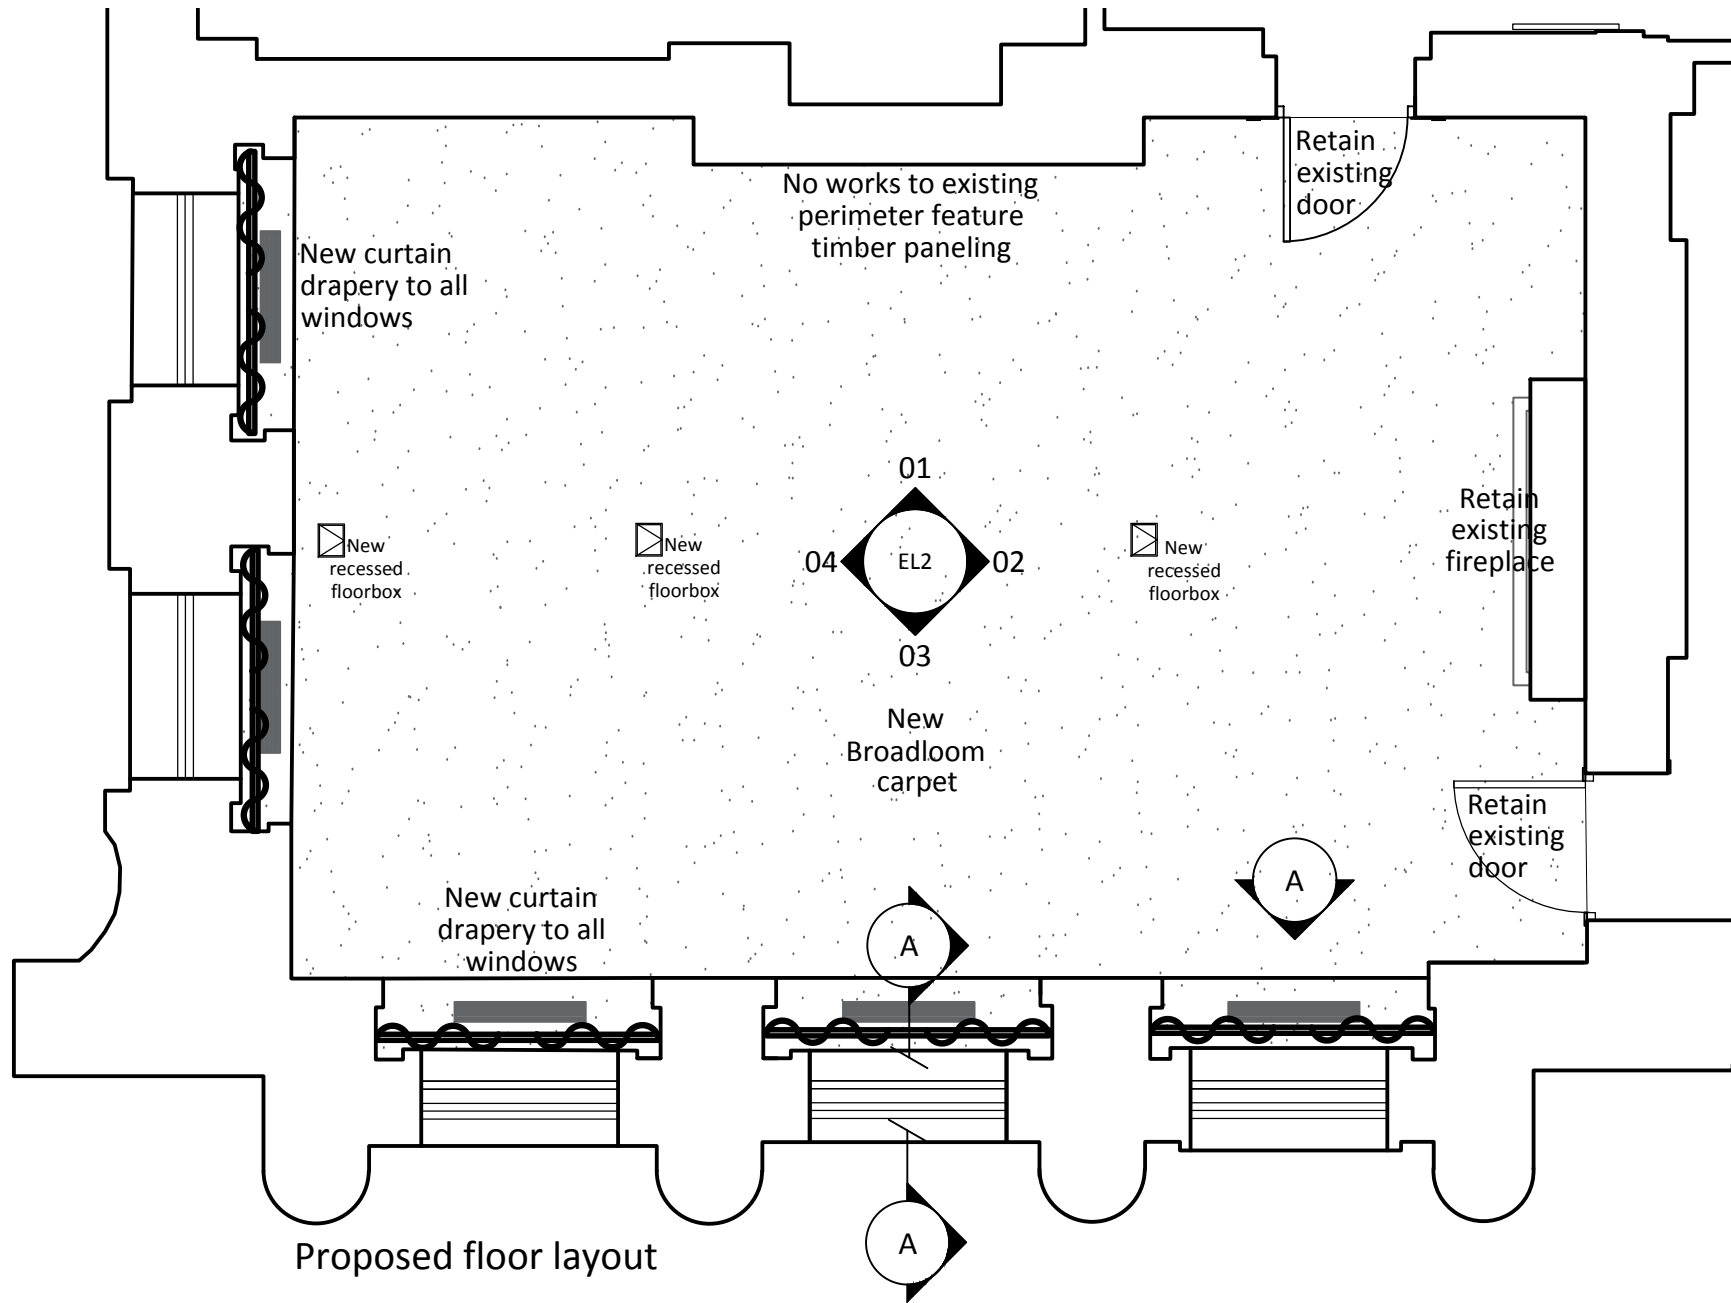 Retain
existing
door
No works to existing
perimeter feature
timber paneling
New curtain
drapery to all
windows
01
04
EL2
02
03
New
recessed
floorbox
New
recessed
floorbox
New
recessed
floorbox
Retain
existing
fireplace
New
Broadloom
carpet
Retain
existing
door
A
New curtain
drapery to all
windows
A
A
Proposed floor layout